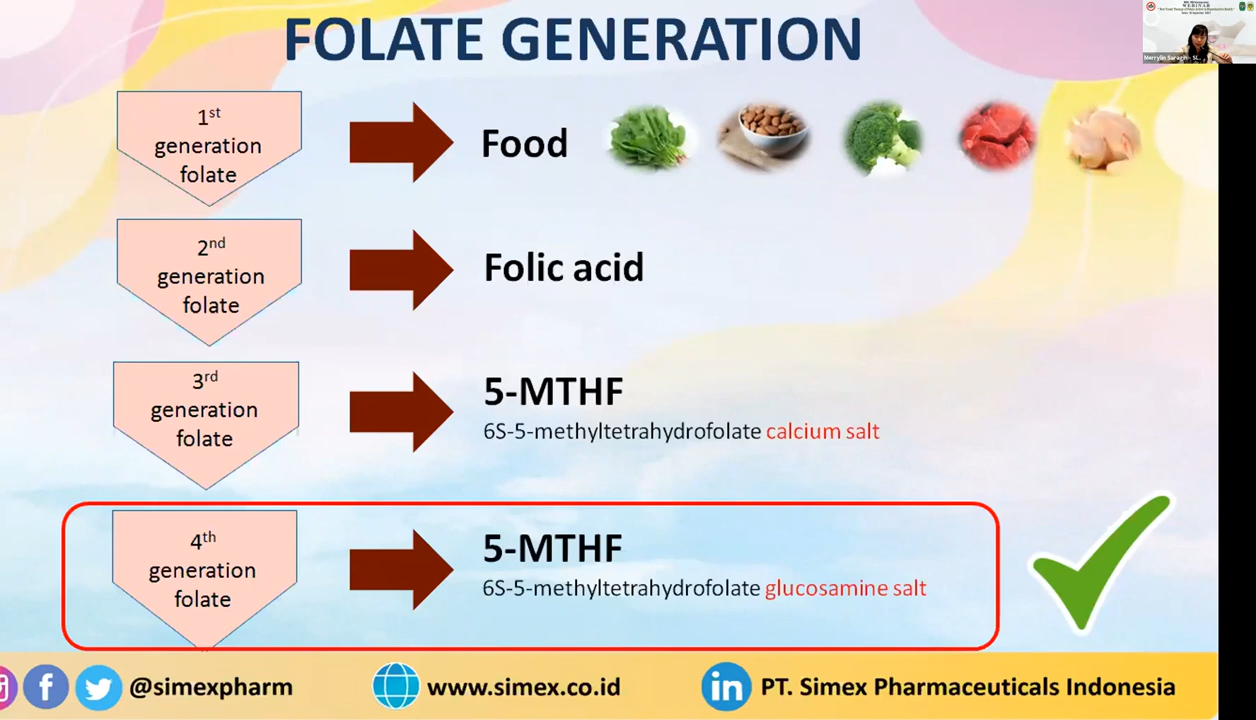 FOLATE GENERATION
WEBINAR
1st
generation
folate
Food
2nd
generation
folate
Folic acid
3rd
generation
folate
5-MTHF
6S-5-methyltetrahydrofolate calcium salt
4th
generation
folate
5-MTHF
6S-5-methyltetrahydrofolate glucosamine salt
@simexpharm
www.simex.co.id
in PT. Simex Pharmaceuticals Indonesia